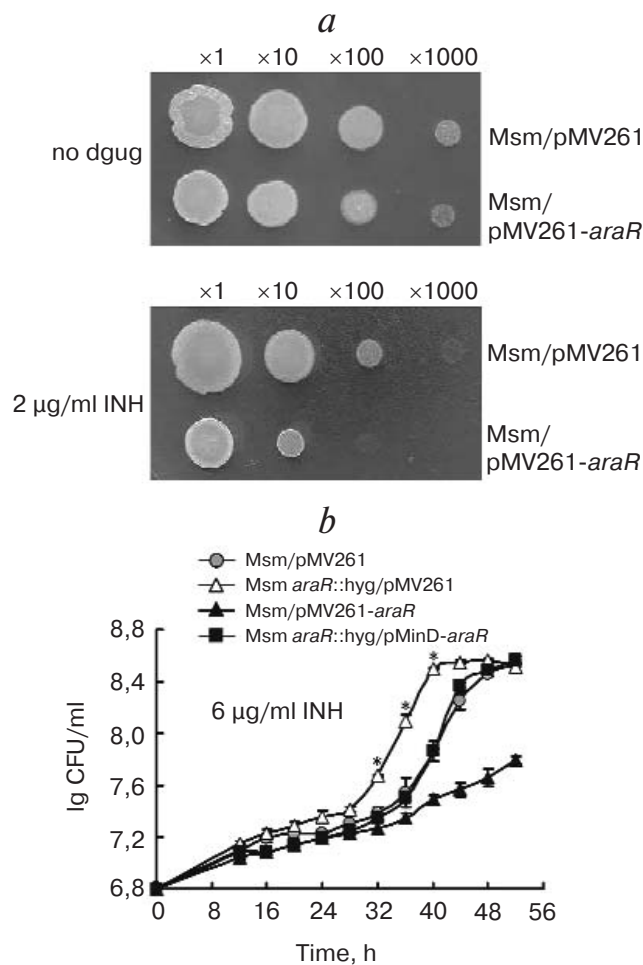 a
×1 ×10 ×100 ×1000
no dgug
Msm/pMV261
Msm/
pMV261-araR
×1 ×10 ×100 ×1000
2 µg/ml INH
Msm/pMV261
Msm/
pMV261-araR
b
Msm/pMV261
Msm araR::hyg/pMV261
Msm/pMV261-araR
Msm araR::hyg/pMinD-araR
lg CFU/ml
8,8
8,4
8,0
7,6
7,2
6,8
6 µg/ml INH
*
*
*
0 8 16 24 32 40 48 56
Time, h